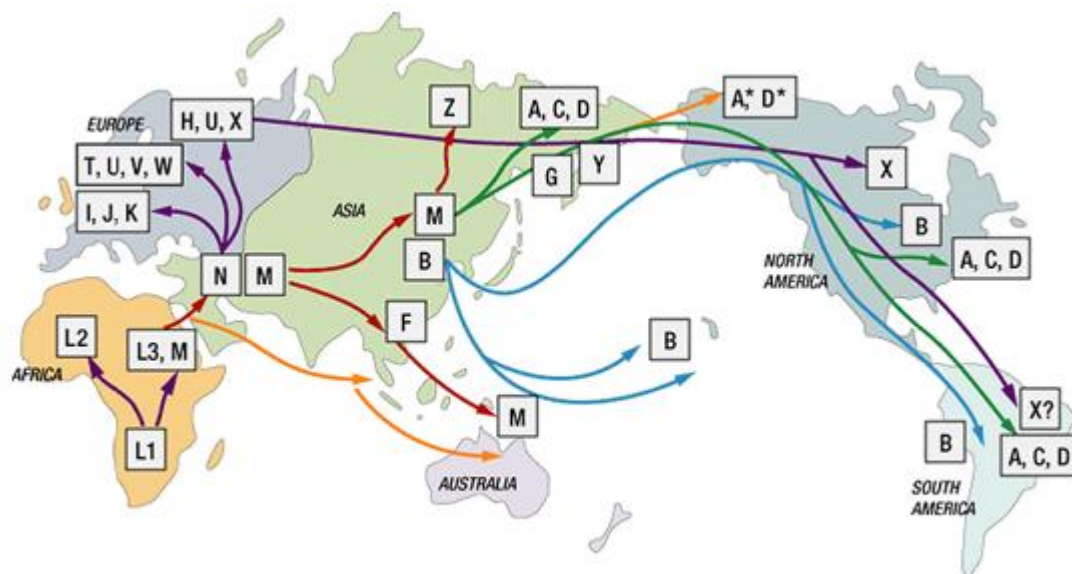 Z
A, C, D
A,* D*
EUROPE
H, U, X
T, U, V, W
G
Y
X
I, J, K
ASIA
M
B
B
N
M
NORTH
AMERICA
A, C, D
L2
L3, M
F
B
AFRICA
M
X?
L1
B
A, C, D
AUSTRALIA
SOUTH
AMERICA